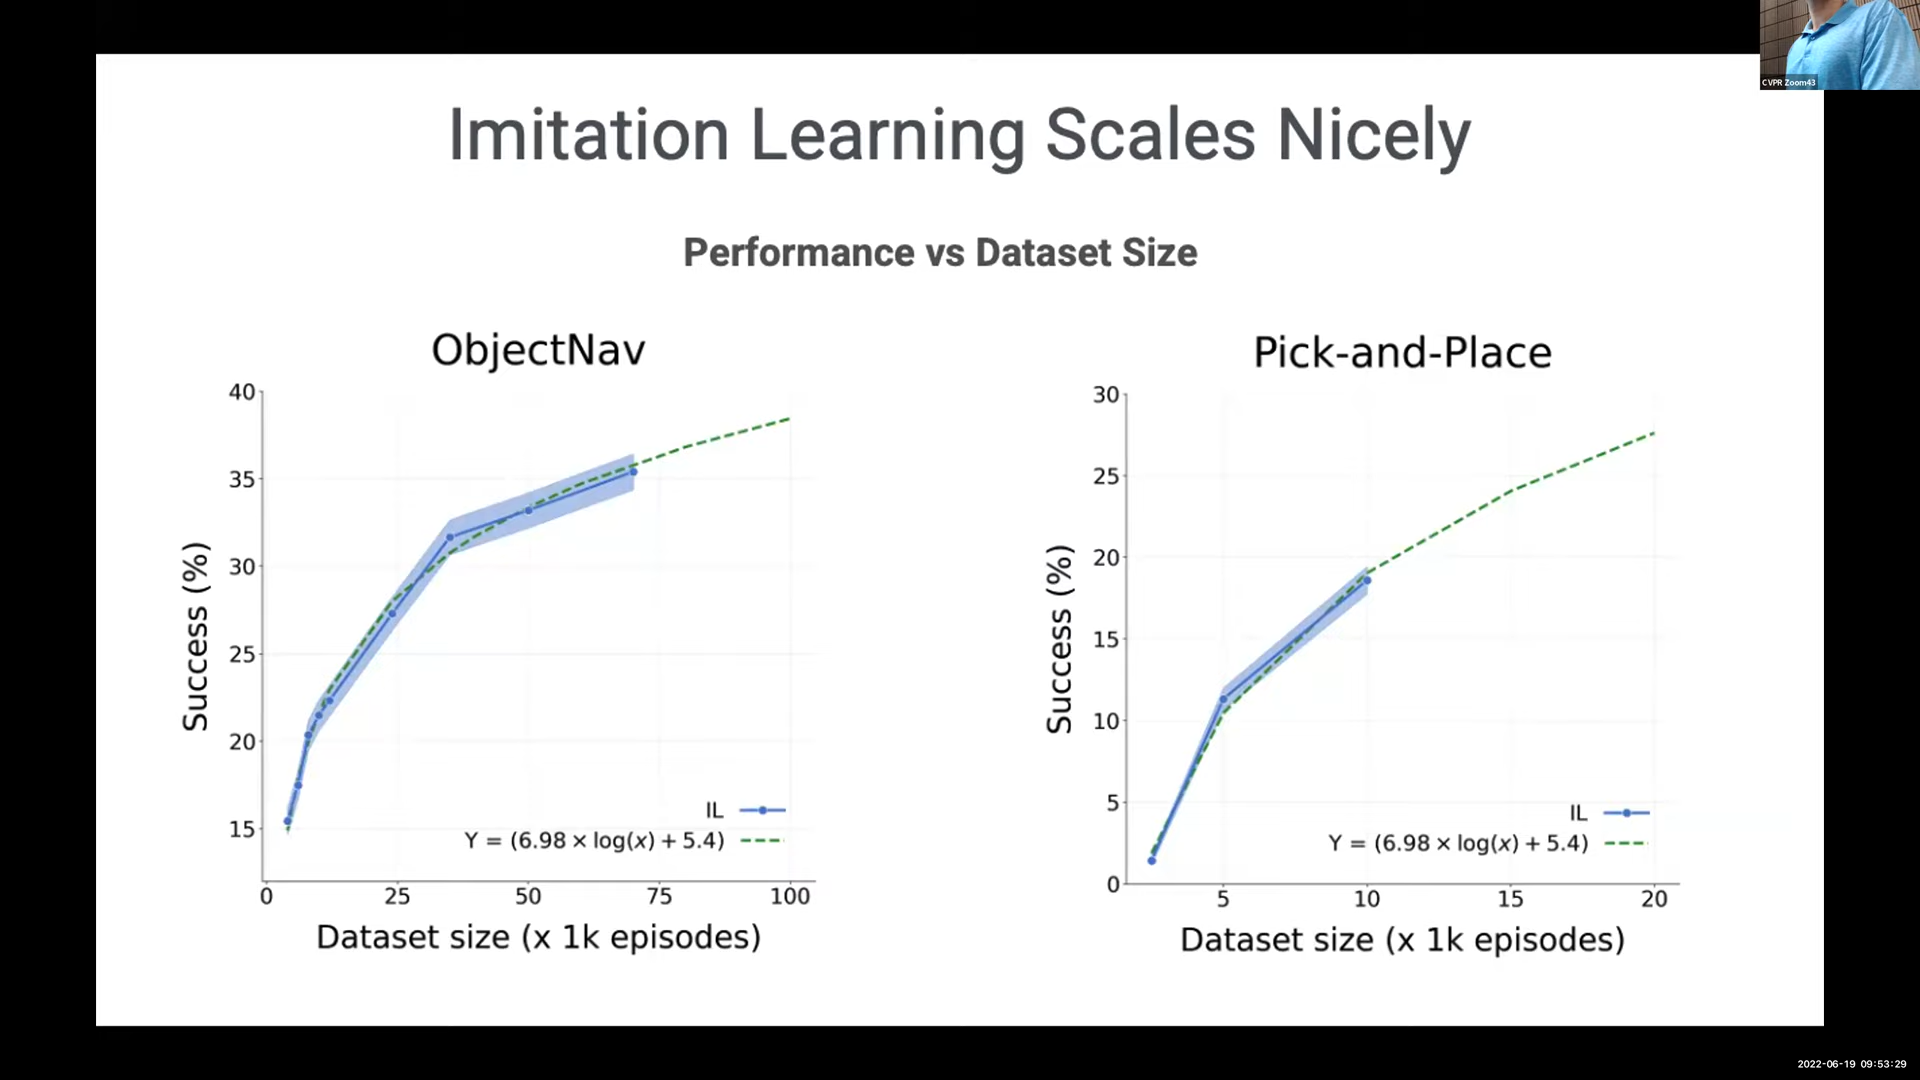 CVPR Zoom43
Imitation Learning Scales Nicely
Performance vs Dataset Size
ObjectNav
40
35
30
25
20
15
Success (%)
IL
Y = (6.98 × log(x) + 5.4)
0 25 50 75 100
Dataset size (x 1k episodes)
Pick-and-Place
30
25
20
15
10
5
0
Success (%)
IL
Y = (6.98 × log(x) + 5.4)
5 10 15 20
Dataset size (x 1k episodes)
2022-06-19 09:53:29